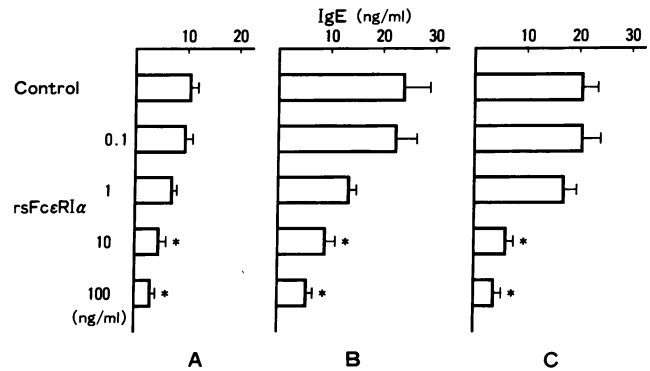 IgE (ng/ml)
10 20 10 20 30 10 20 30
Control
0.1
1
rsFcεRIα
10 * * *
100 * * *
(ng/ml)
A B C